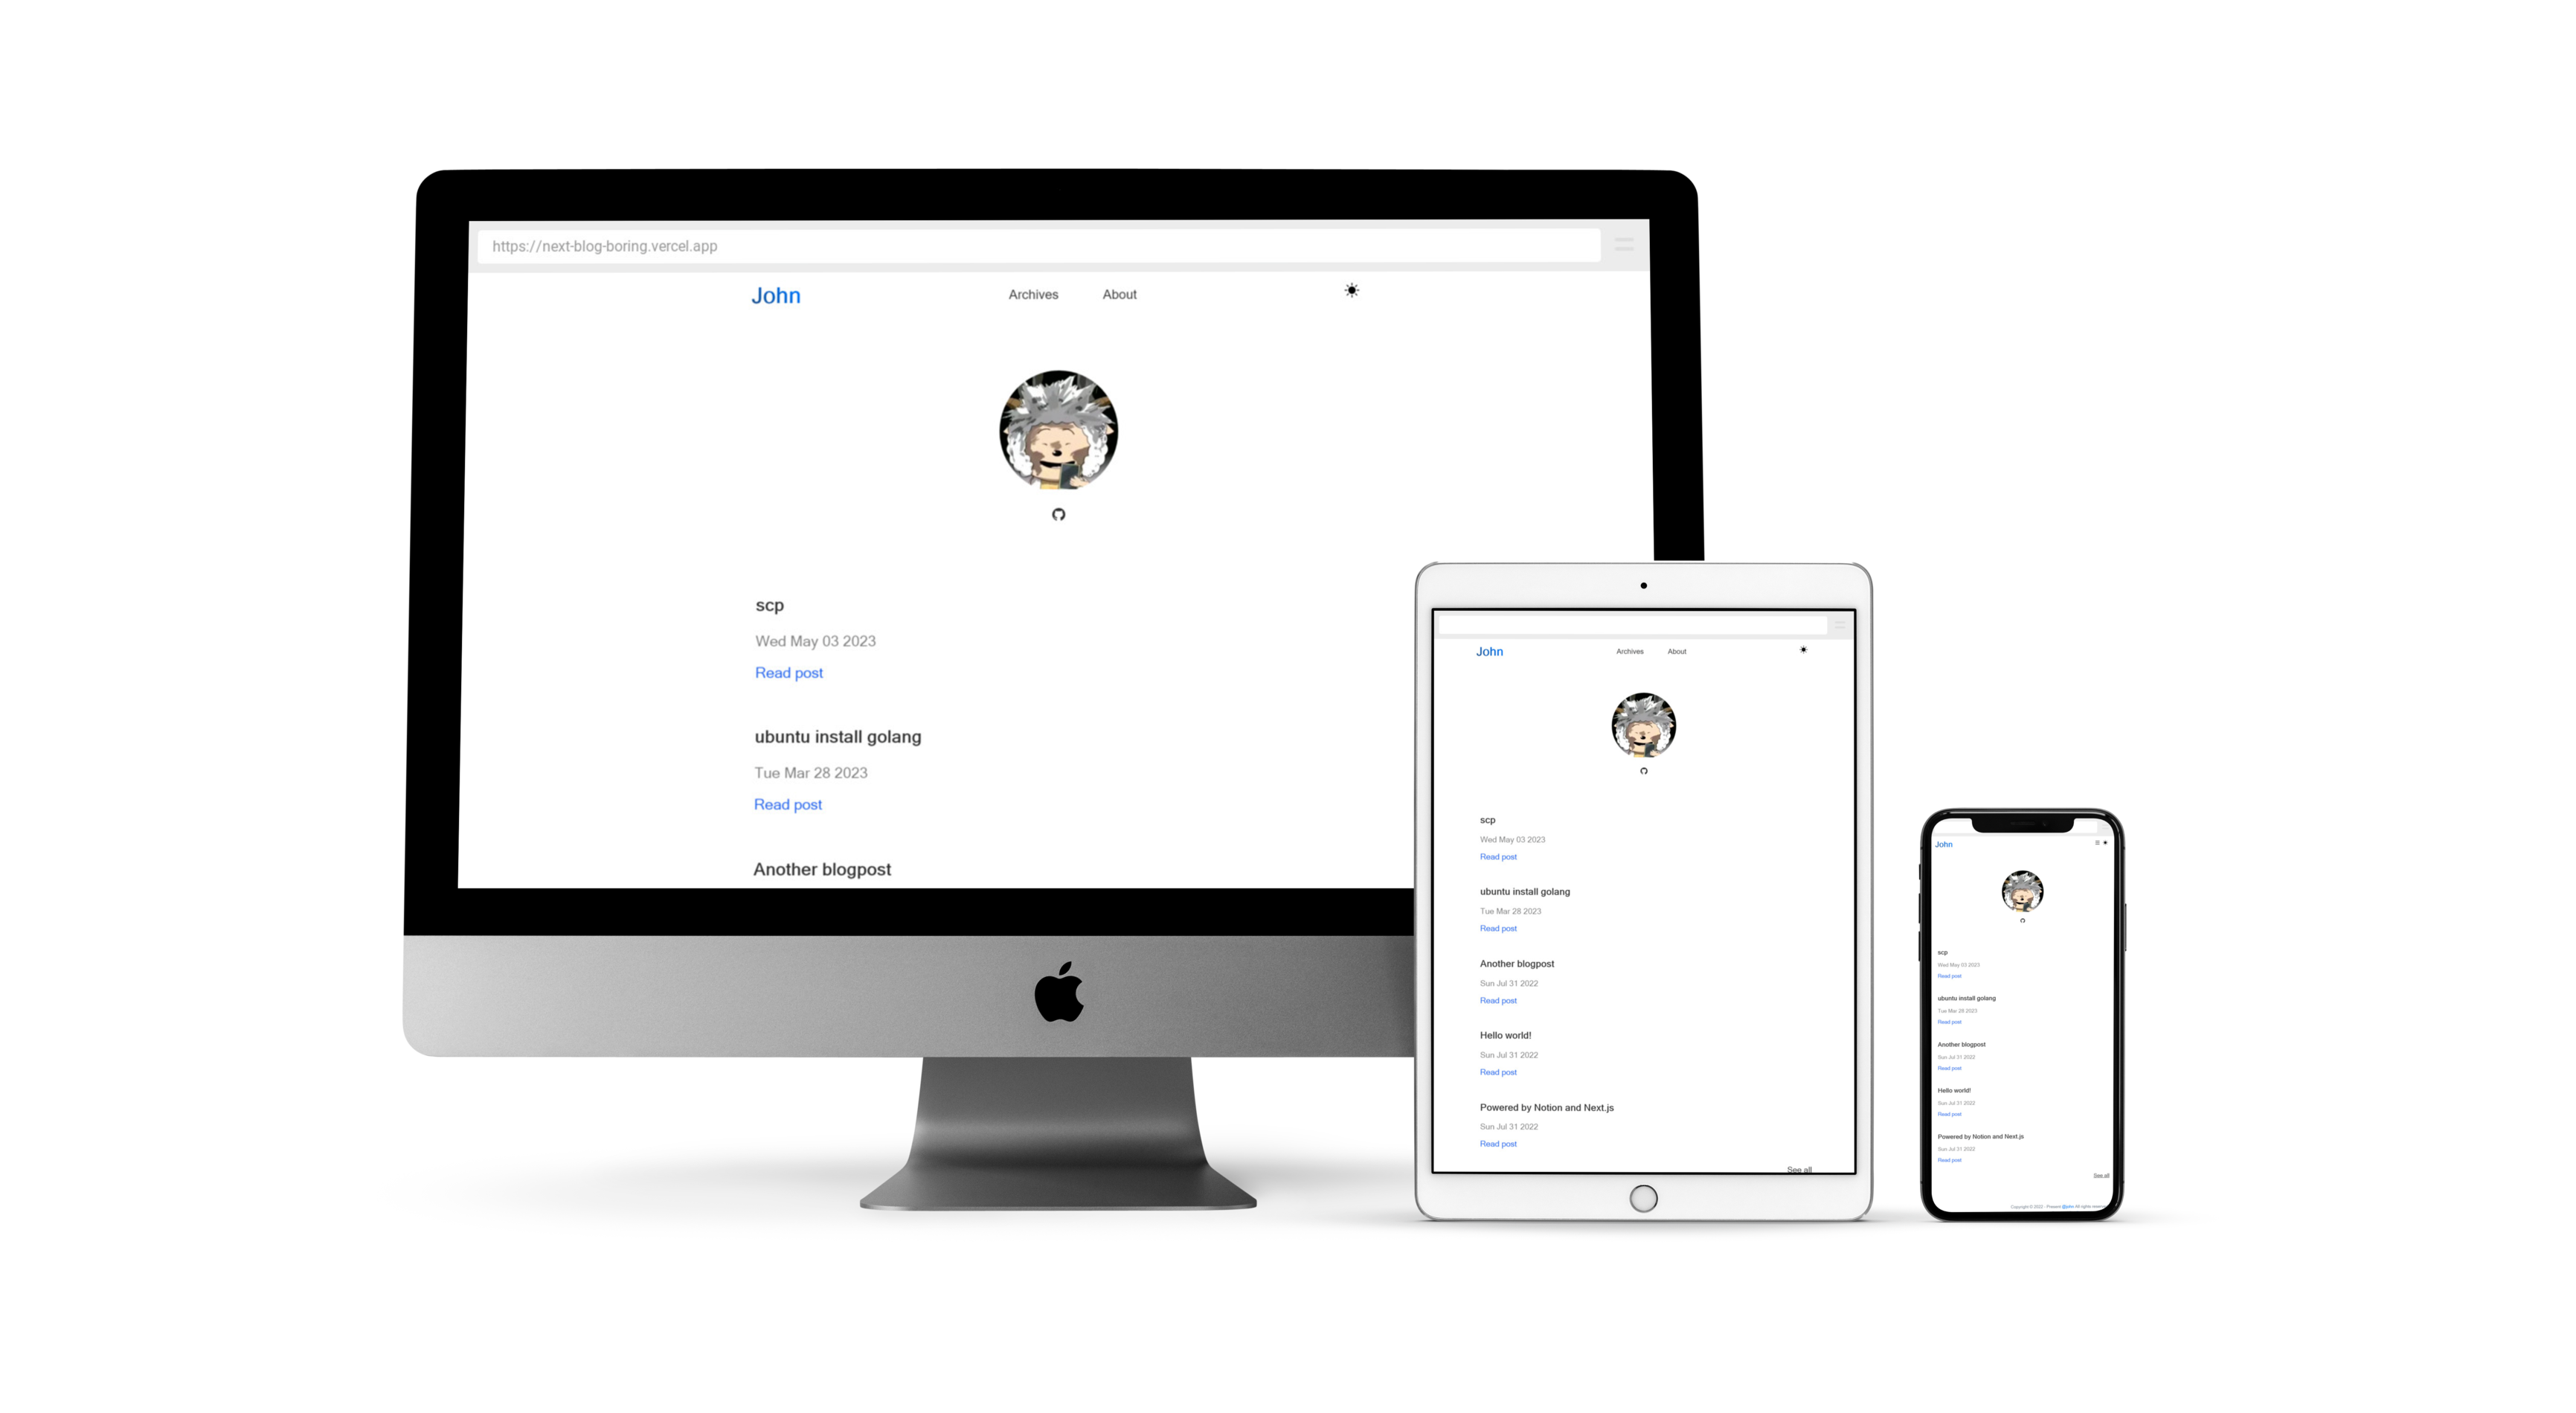 https://next-blog-boring.vercel.app
John Archives About
scp
Wed May 03 2023
Read post
ubuntu install golang
Tue Mar 28 2023
Read post
Another blogpost
John Archives About
scp
Wed May 03 2023
Read post
ubuntu install golang
Tue Mar 28 2023
Read post
Another blogpost
Sun Jul 31 2022
Read post
Hello world!
Sun Jul 31 2022
Read post
Powered by Notion and Next.js
Sun Jul 31 2022
Read post
See all
John
scp
Wed May 03 2023
Read post
ubuntu install golang
Tue Mar 28 2023
Read post
Another blogpost
Sun Jul 31 2022
Read post
Hello world!
Sun Jul 31 2022
Read post
Powered by Notion and Next.js
Sun Jul 31 2022
Read post
See all
Copyright © 2022 - Present @john All rights